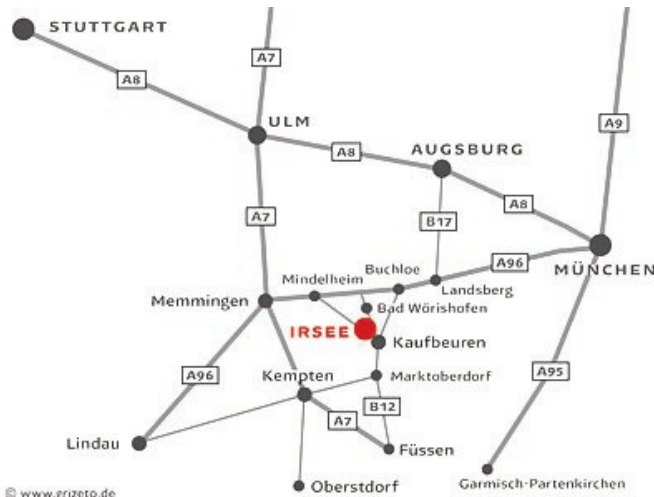 STUTTGART
A7
A8
A9
ULM
A8
AUGSBURG
A7
B17
A8
A96
MÜNCHEN
Buchloe
Mindelheim
Landsberg
Memmingen
Bad Wörishofen
IRSEE
Kaufbeuren
A96
Kempten
Marktoberdorf
A95
B12
A7
Lindau
Füssen
Oberstdorf
Garmisch-Partenkirchen
© www.grizeto.de